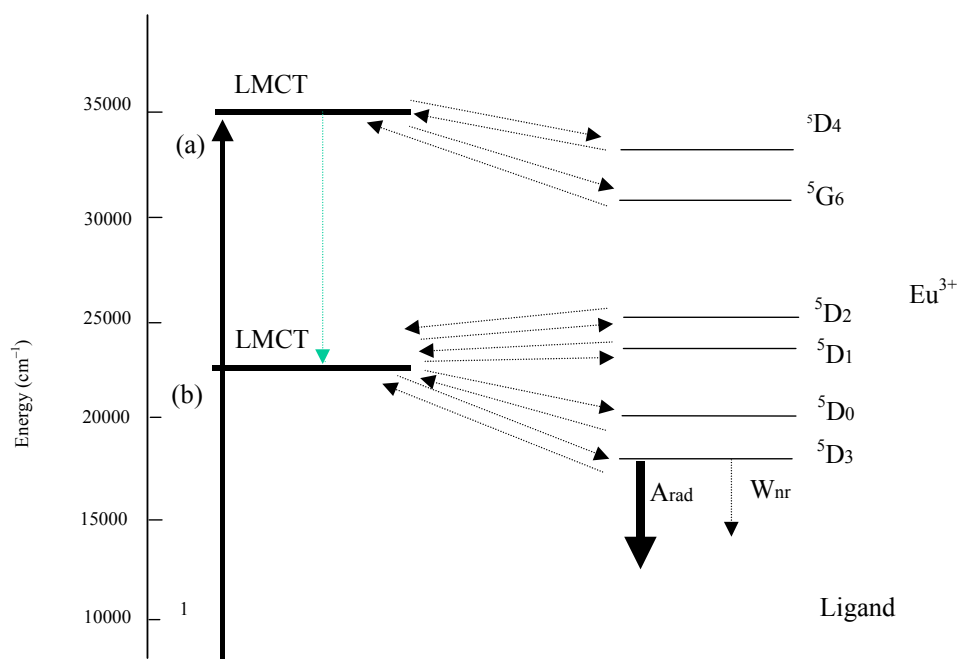 LMCT
35000
⁵D4
(a)
⁵G6
30000
Eu³⁺
25000
⁵D2
LMCT
⁵D1
(b)
⁵D0
20000
Energy (cm⁻¹)
⁵D3
Arad
Wnr
15000
1
Ligand
10000